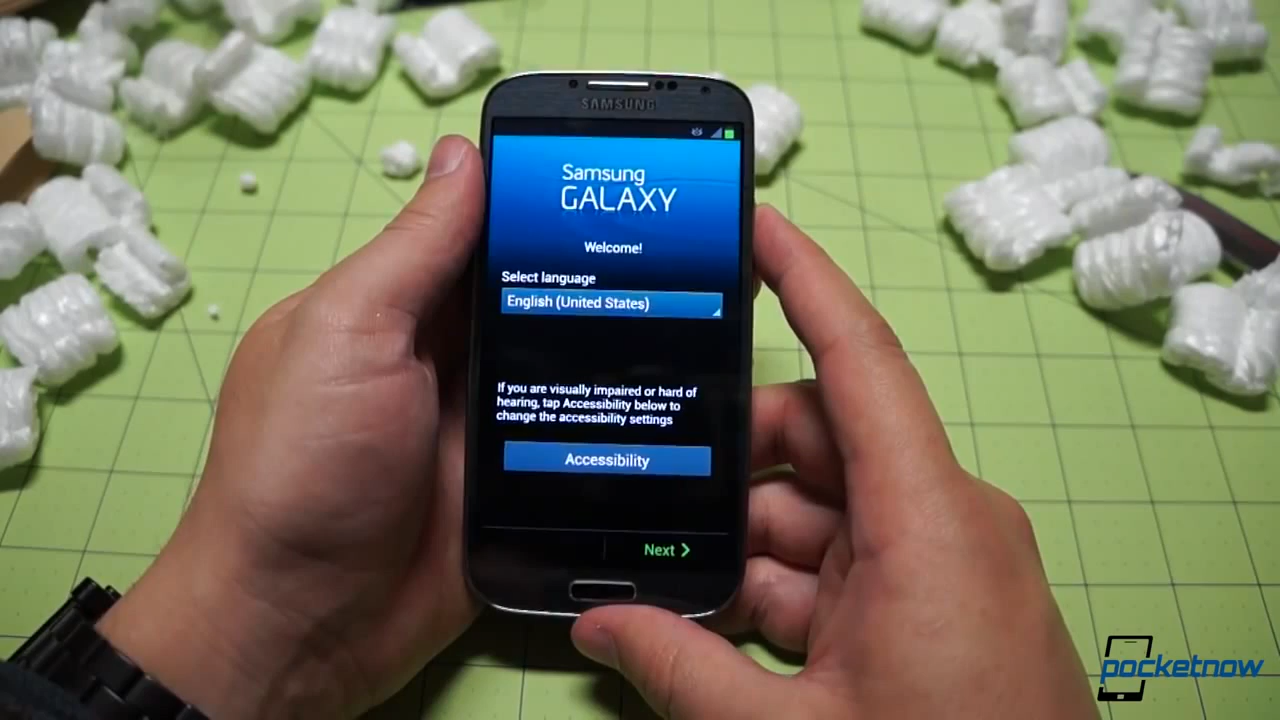 SAMSUNG
Samsung
GALAXY
Welcome!
Select language
English (United States)
If you are visually impaired or hard of
hearing, tap Accessibility below to
change the accessibility settings
Accessibility
Next
pocketnow